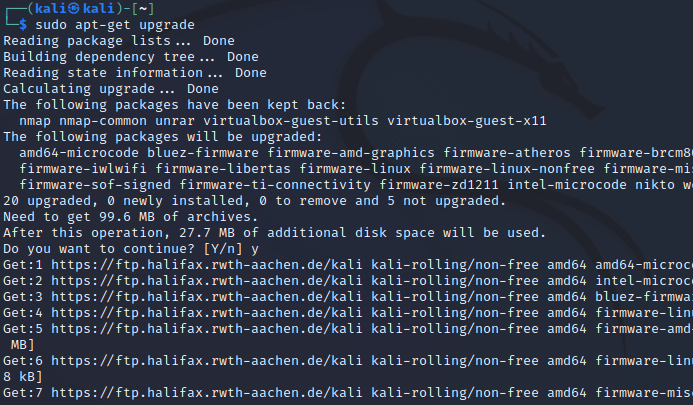 ┌──(kali㉿kali)-[~]
└─$ sudo apt-get upgrade
Reading package lists... Done
Building dependency tree... Done
Reading state information... Done
Calculating upgrade... Done
The following packages have been kept back:
  nmap nmap-common unrar virtualbox-guest-utils virtualbox-guest-x11
The following packages will be upgraded:
  amd64-microcode bluez-firmware firmware-amd-graphics firmware-atheros firmware-brcm80
  firmware-iwlwifi firmware-libertas firmware-linux firmware-linux-nonfree firmware-mis
  firmware-sof-signed firmware-ti-connectivity firmware-zd1211 intel-microcode nikto
20 upgraded, 0 newly installed, 0 to remove and 5 not upgraded.
Need to get 99.6 MB of archives.
After this operation, 27.7 MB of additional disk space will be used.
Do you want to continue? [Y/n] y
Get:1 https://ftp.halifax.rwth-aachen.de/kali kali-rolling/non-free amd64 amd64-microco
Get:2 https://ftp.halifax.rwth-aachen.de/kali kali-rolling/non-free amd64 intel-microco
Get:3 https://ftp.halifax.rwth-aachen.de/kali kali-rolling/non-free amd64 bluez-firmwa
Get:4 https://ftp.halifax.rwth-aachen.de/kali kali-rolling/non-free amd64 firmware-linu
Get:5 https://ftp.halifax.rwth-aachen.de/kali kali-rolling/non-free amd64 firmware-amd-
 MB]
Get:6 https://ftp.halifax.rwth-aachen.de/kali kali-rolling/non-free amd64 firmware-linu
8 kB]
Get:7 https://ftp.halifax.rwth-aachen.de/kali kali-rolling/non-free amd64 firmware-misc